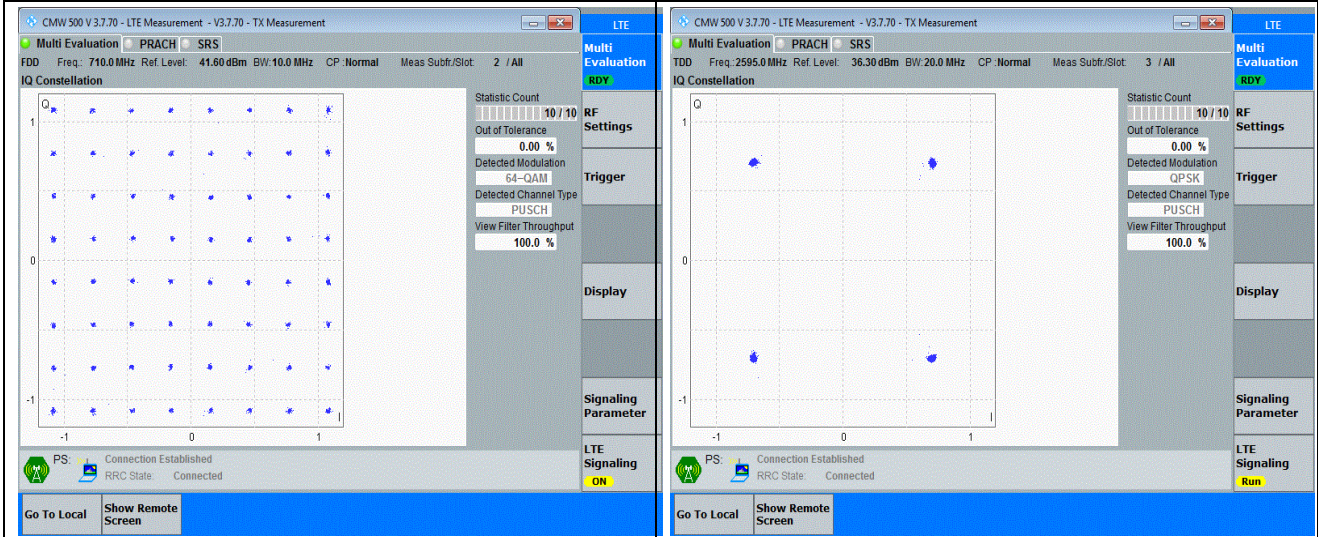 CMW 500 V 3.7.70 - LTE Measurement - V3.7.70 - TX Measurement
LTE
Multi Evaluation PRACH SRS
Multi
Evaluation
RDY
FDD Freq.: 710.0 MHz Ref. Level: 41.60 dBm BW: 10.0 MHz CP : Normal Meas Subfr./Slot: 2 / All
IQ Constellation
Q
1
0
-1
-1
0
1
I
Statistic Count
10 / 10
Out of Tolerance
0.00 %
Detected Modulation
64-QAM
Detected Channel Type
PUSCH
View Filter Throughput
100.0 %
RF
Settings
Trigger
Display
Signaling
Parameter
LTE
Signaling
ON
PS:
Connection Established
RRC State: Connected
Go To Local
Show Remote
Screen
CMW 500 V 3.7.70 - LTE Measurement - V3.7.70 - TX Measurement
LTE
Multi Evaluation PRACH SRS
Multi
Evaluation
RDY
TDD Freq.: 2595.0 MHz Ref. Level: 36.30 dBm BW: 20.0 MHz CP : Normal Meas Subfr./Slot: 3 / All
IQ Constellation
Q
1
0
-1
-1
0
1
I
Statistic Count
10 / 10
Out of Tolerance
0.00 %
Detected Modulation
QPSK
Detected Channel Type
PUSCH
View Filter Throughput
100.0 %
RF
Settings
Trigger
Display
Signaling
Parameter
LTE
Signaling
Run
PS:
Connection Established
RRC State: Connected
Go To Local
Show Remote
Screen